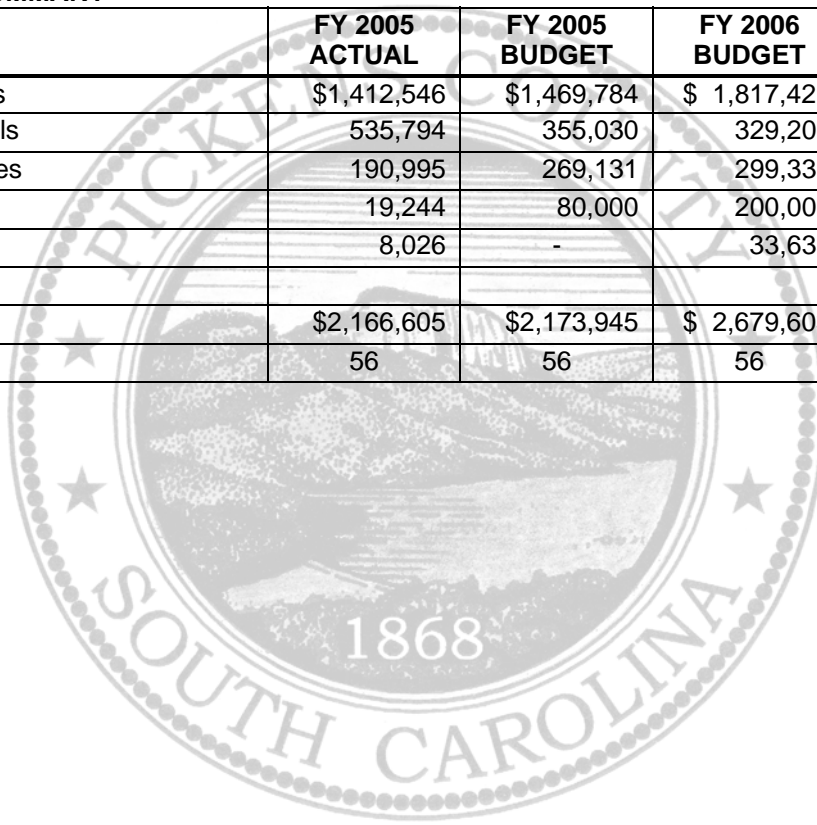 FY 2005 ACTUAL FY 2005 BUDGET FY 2006 BUDGET
s $1,412,546 $1,469,784 $ 1,817,42
ls 535,794 355,030 329,20
es 190,995 269,131 299,33
19,244 80,000 200,00
8,026 - 33,63
$2,166,605 $2,173,945 $ 2,679,60
56 56 56
PICKENS COUNTY
1868
SOUTH CAROLINA